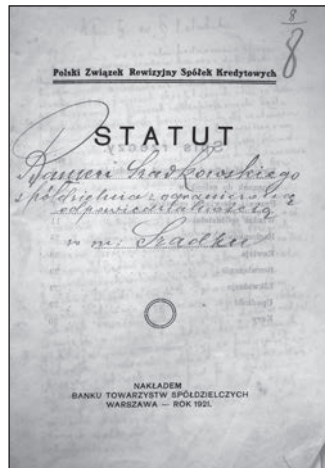 8
8
Polski Związek Rewizyjny Spółek Kredytowych
STATUT
Szadkowskiego
spółdzielnia z ograniczoną
odpowiedzialnością
w m: Szadku
NAKŁADEM
BANKU TOWARZYSTW SPÓŁDZIELCZYCH
WARSZAWA — ROK 1921.